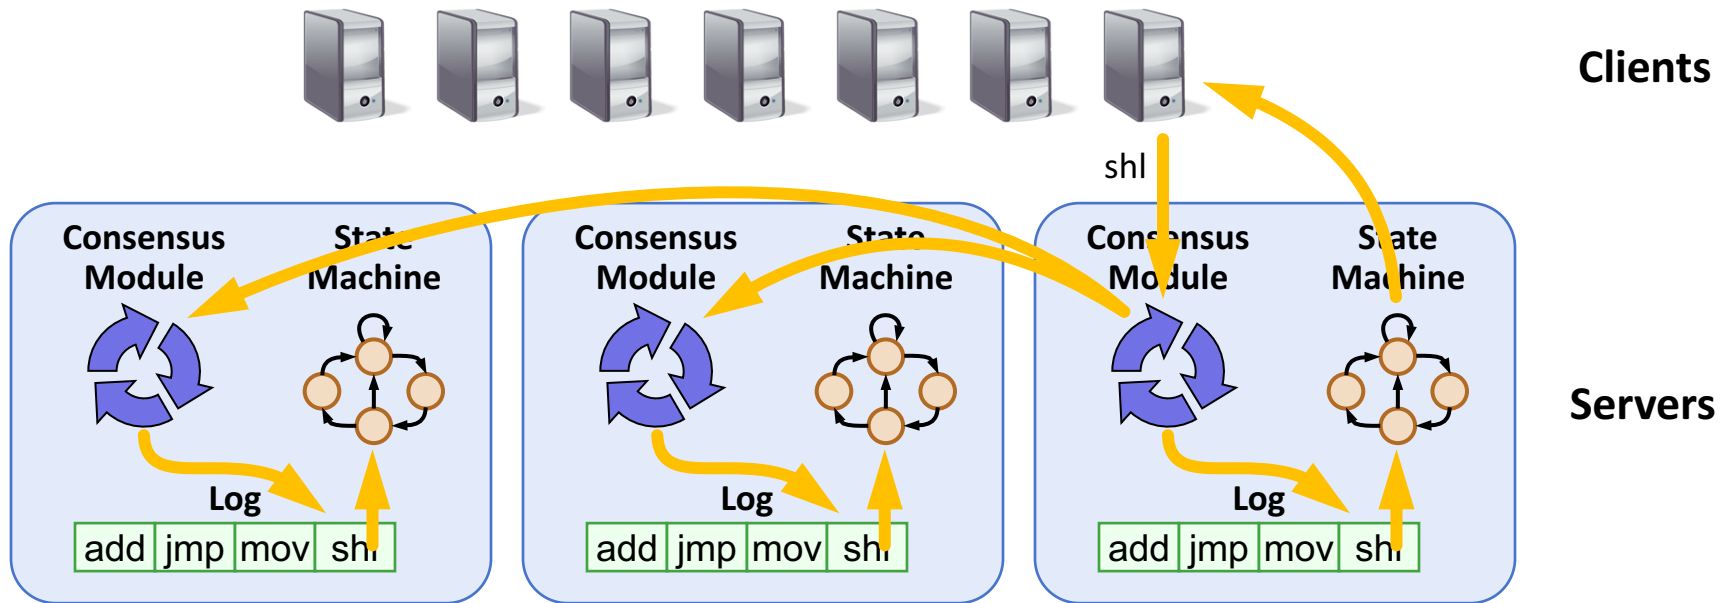 Clients
shl
Consensus Module
State Machine
Consensus Module
State Machine
Consensus Module
State Machine
Servers
Log
Log
Log
add jmp mov shl
add jmp mov shl
add jmp mov shl